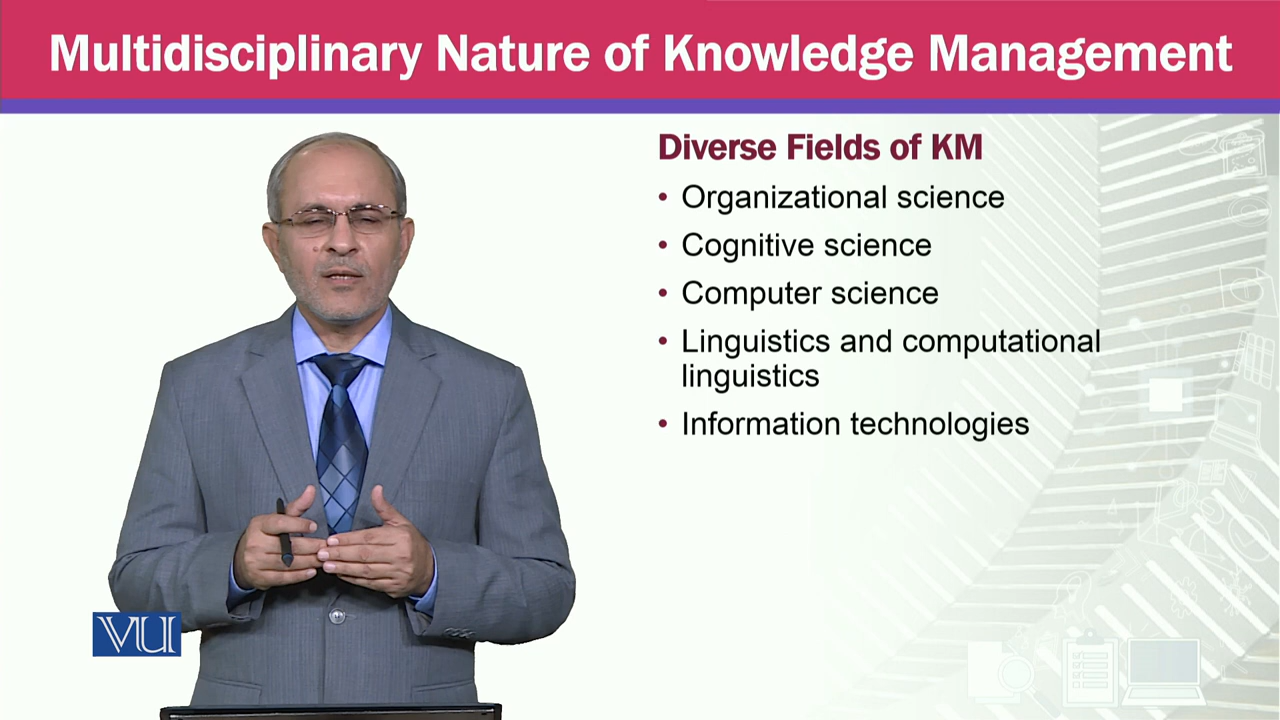 Multidisciplinary Nature of Knowledge Management
Diverse Fields of KM
• Organizational science
• Cognitive science
• Computer science
• Linguistics and computational
linguistics
• Information technologies
VU